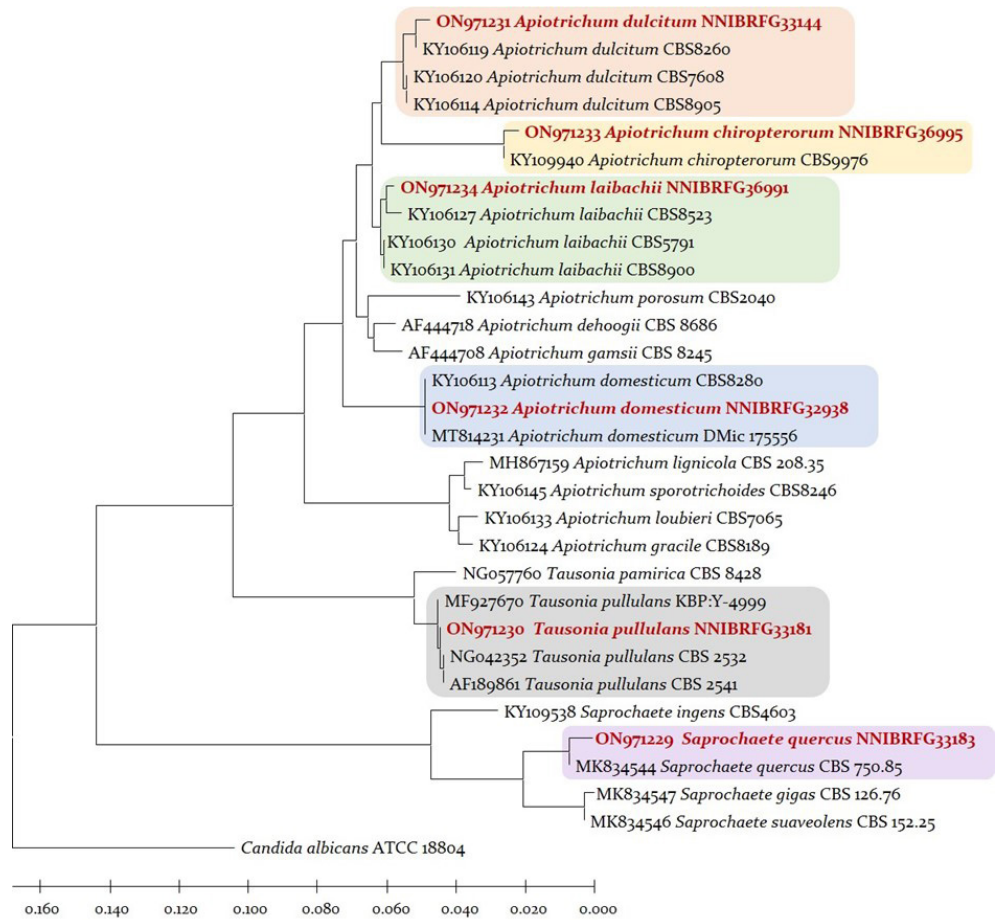 ON971231 Apiotrichum dulcitum NNIBRFG33144
KY106119 Apiotrichum dulcitum CBS8260
KY106120 Apiotrichum dulcitum CBS7608
KY106114 Apiotrichum dulcitum CBS8905
ON971233 Apiotrichum chiropterorum NNIBRFG36995
KY109940 Apiotrichum chiropterorum CBS9976
ON971234 Apiotrichum laibachii NNIBRFG36991
KY106127 Apiotrichum laibachii CBS8523
KY106130 Apiotrichum laibachii CBS5791
KY106131 Apiotrichum laibachii CBS8900
KY106143 Apiotrichum porosum CBS2040
AF444718 Apiotrichum dehoogii CBS 8686
AF444708 Apiotrichum gamsii CBS 8245
KY106113 Apiotrichum domesticum CBS8280
ON971232 Apiotrichum domesticum NNIBRFG32938
MT814231 Apiotrichum domesticum DMic 175556
MH867159 Apiotrichum lignicola CBS 208.35
KY106145 Apiotrichum sporotrichoides CBS8246
KY106133 Apiotrichum loubieri CBS7065
KY106124 Apiotrichum gracile CBS8189
NG057760 Tausonia pamirica CBS 8428
MF927670 Tausonia pullulans KBP:Y-4999
ON971230 Tausonia pullulans NNIBRFG33181
NG042352 Tausonia pullulans CBS 2532
AF189861 Tausonia pullulans CBS 2541
KY109538 Saprochaete ingens CBS4603
ON971229 Saprochaete quercus NNIBRFG33183
MK834544 Saprochaete quercus CBS 750.85
MK834547 Saprochaete gigas CBS 126.76
MK834546 Saprochaete suaveolens CBS 152.25
Candida albicans ATCC 18804
0.160 0.140 0.120 0.100 0.080 0.060 0.040 0.020 0.000